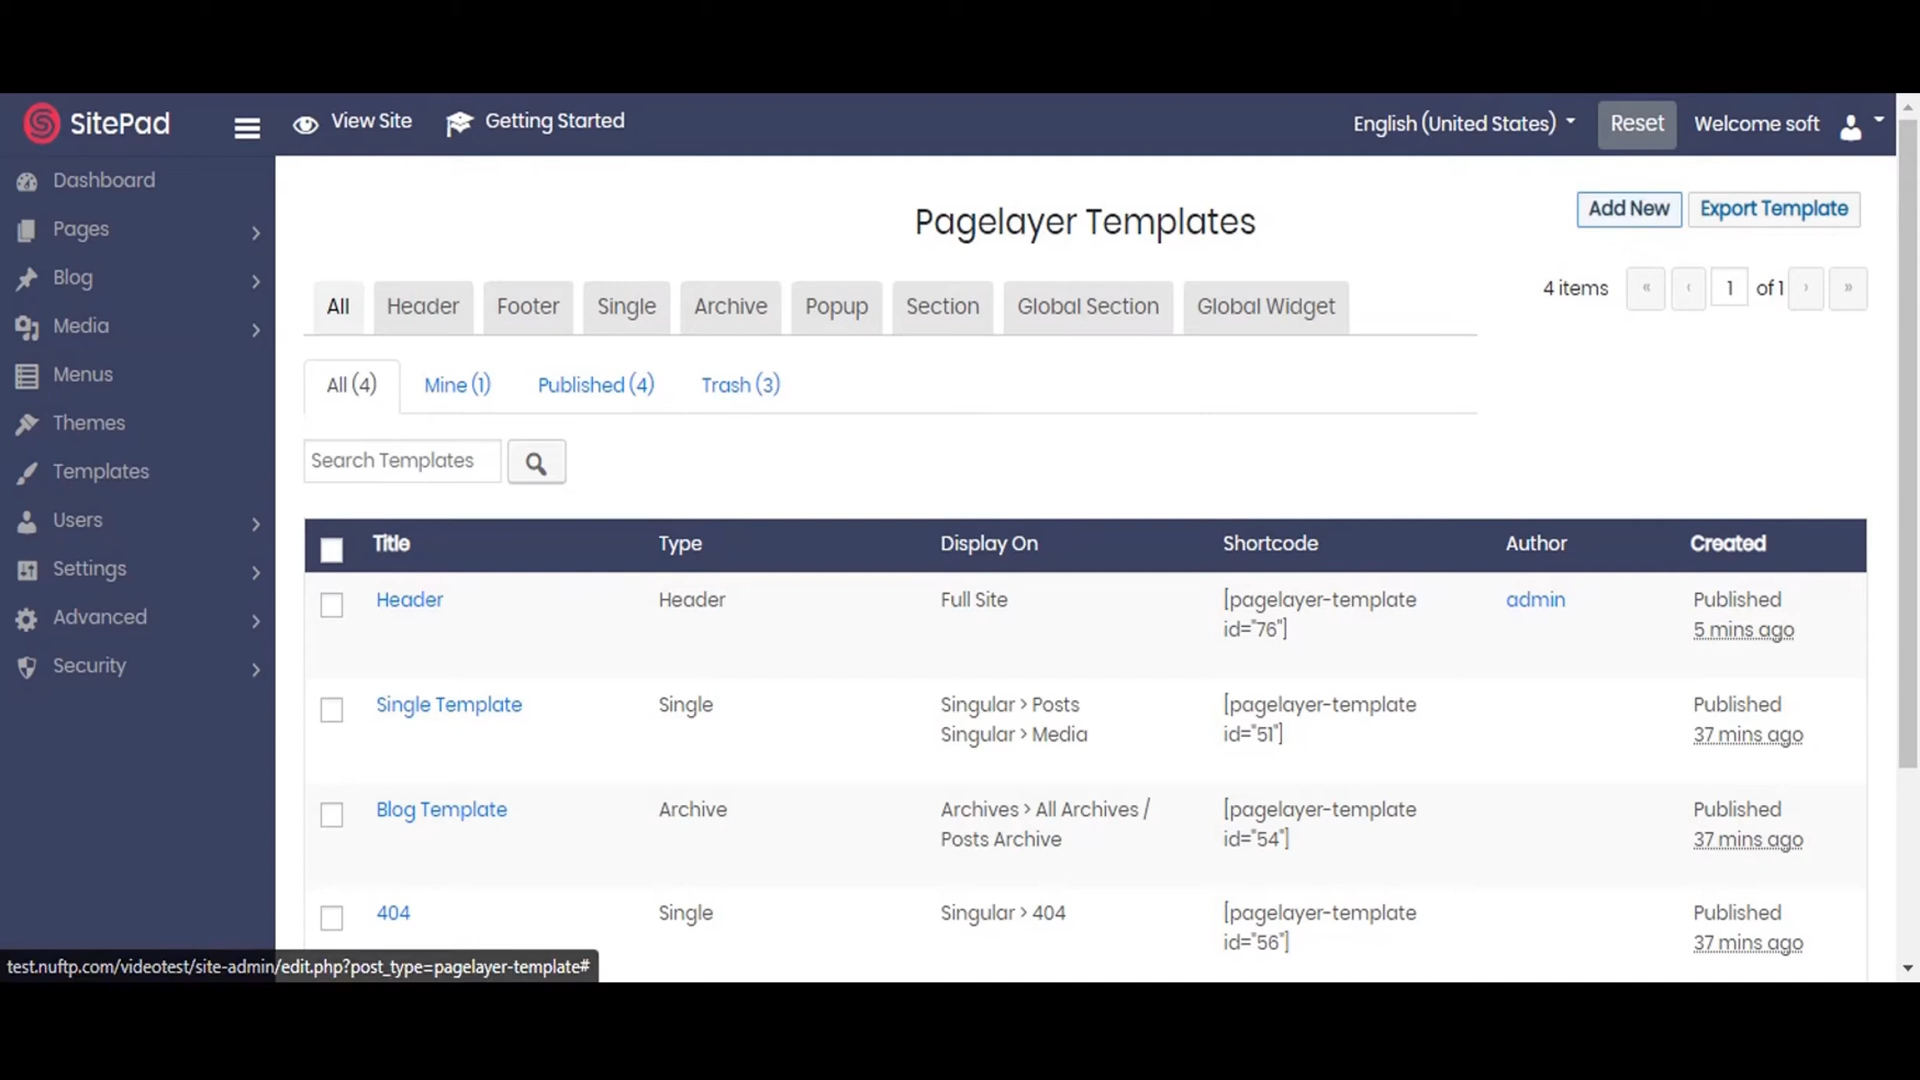 SitePad
View Site
Getting Started
English (United States)
Reset
Welcome soft
Dashboard
Pages
Blog
Media
Menus
Themes
Templates
Users
Settings
Advanced
Security
Pagelayer Templates
Add New
Export Template
All
Header
Footer
Single
Archive
Popup
Section
Global Section
Global Widget
4 items « ‹ 1 of 1 › »
All (4)
Mine (1)
Published (4)
Trash (3)
Search Templates
Title Type Display On Shortcode Author Created
Header Header Full Site [pagelayer-template admin Published
id="76"] 5 mins ago
Single Template Single Singular > Posts [pagelayer-template Published
Singular > Media id="51"] 37 mins ago
Blog Template Archive Archives > All Archives / [pagelayer-template Published
Posts Archive id="54"] 37 mins ago
404 Single Singular > 404 [pagelayer-template Published
id="56"] 37 mins ago
test.nuftp.com/videotest/site-admin/edit.php?post_type=pagelayer-template#